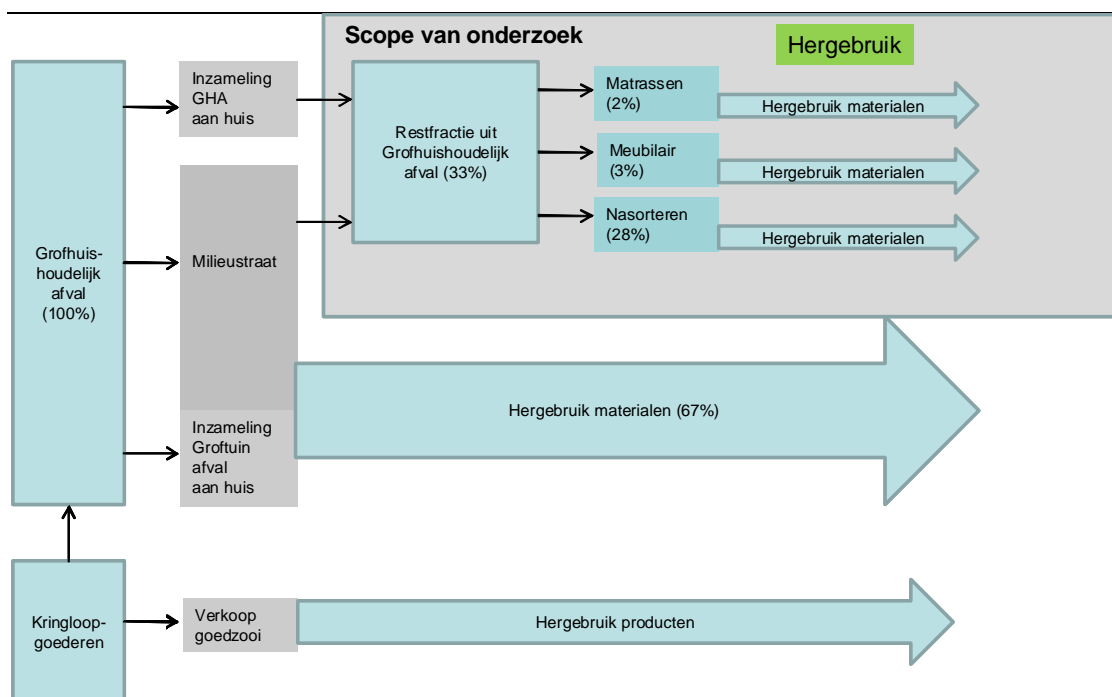 Scope van onderzoek
Hergebruik
Grofhuis-
houdelijk
afval
(100%)
Inzameling
GHA
aan huis
Milieustraat
Inzameling
Groftuin
afval
aan huis
Restfractie uit
Grofhuishoudelijk
afval (33%)
Matrassen
(2%)
Hergebruik materialen
Meubilair
(3%)
Hergebruik materialen
Nasorteren
(28%)
Hergebruik materialen
Hergebruik materialen (67%)
Kringloop-
goederen
Verkoop
goedzooi
Hergebruik producten